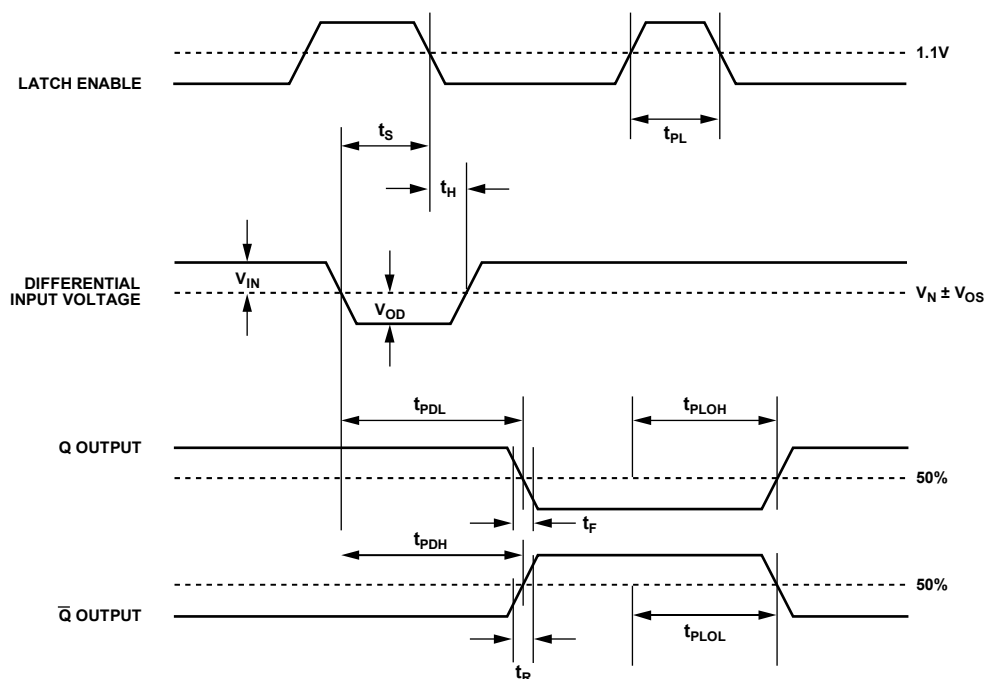 1.1V
LATCH ENABLE
tS
tPL
tH
DIFFERENTIAL
INPUT VOLTAGE
VIN
VOD
VN ± VOS
tPDL
tPLOH
Q OUTPUT
50%
tF
tPDH
50%
Q̅ OUTPUT
tPLOL
tR